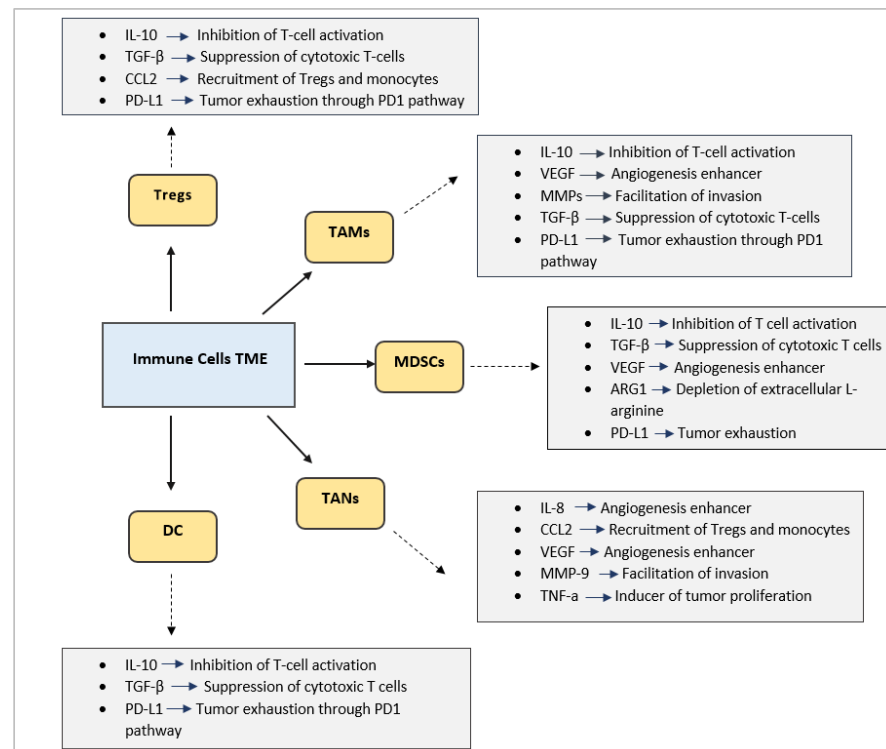 • IL-10 → Inhibition of T-cell activation
• TGF-β → Suppression of cytotoxic T-cells
• CCL2 → Recruitment of Tregs and monocytes
• PD-L1 → Tumor exhaustion through PD1 pathway
Tregs
• IL-10 → Inhibition of T-cell activation
• VEGF → Angiogenesis enhancer
• MMPs → Facilitation of invasion
• TGF-β → Suppression of cytotoxic T-cells
• PD-L1 → Tumor exhaustion through PD1
pathway
TAMs
Immune Cells TME
MDSCs
• IL-10 → Inhibition of T cell activation
• TGF-β → Suppression of cytotoxic T cells
• VEGF → Angiogenesis enhancer
• ARG1 → Depletion of extracellular L-
arginine
• PD-L1 → Tumor exhaustion
TANs
• IL-8 → Angiogenesis enhancer
• CCL2 → Recruitment of Tregs and monocytes
• VEGF → Angiogenesis enhancer
• MMP-9 → Facilitation of invasion
• TNF-a → Inducer of tumor proliferation
DC
• IL-10 → Inhibition of T-cell activation
• TGF-β → Suppression of cytotoxic T cells
• PD-L1 → Tumor exhaustion through PD1
pathway